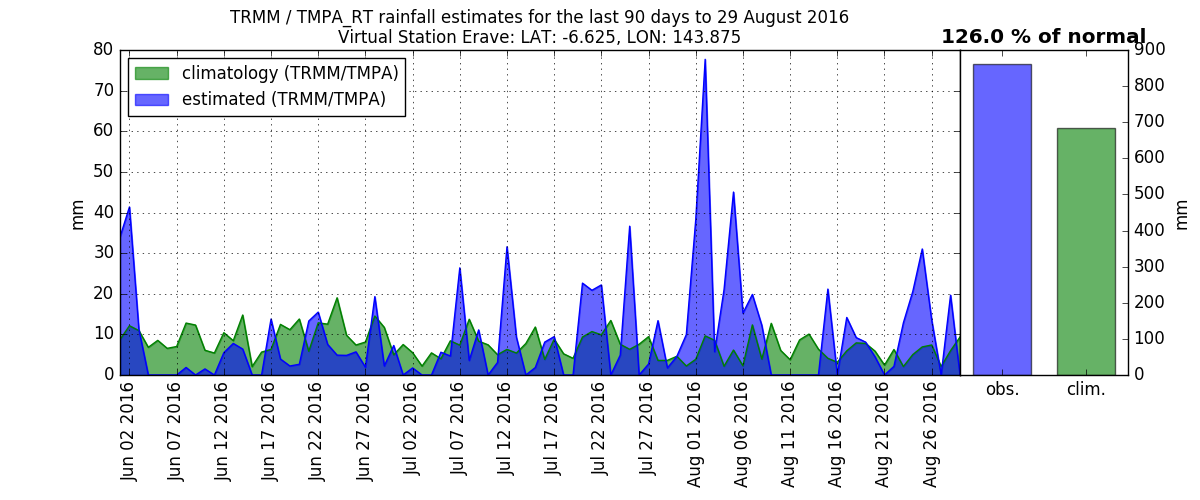 TRMM / TMPA_RT rainfall estimates for the last 90 days to 29 August 2016
Virtual Station Erave: LAT: -6.625, LON: 143.875
126.0 % of normal
climatology (TRMM/TMPA)
estimated (TRMM/TMPA)
mm
80
70
60
50
40
30
20
10
0
Jun 02 2016
Jun 07 2016
Jun 12 2016
Jun 17 2016
Jun 22 2016
Jun 27 2016
Jul 02 2016
Jul 07 2016
Jul 12 2016
Jul 17 2016
Jul 22 2016
Jul 27 2016
Aug 01 2016
Aug 06 2016
Aug 11 2016
Aug 16 2016
Aug 21 2016
Aug 26 2016
obs.
clim.
900
800
700
600
500
400
300
200
100
0
mm